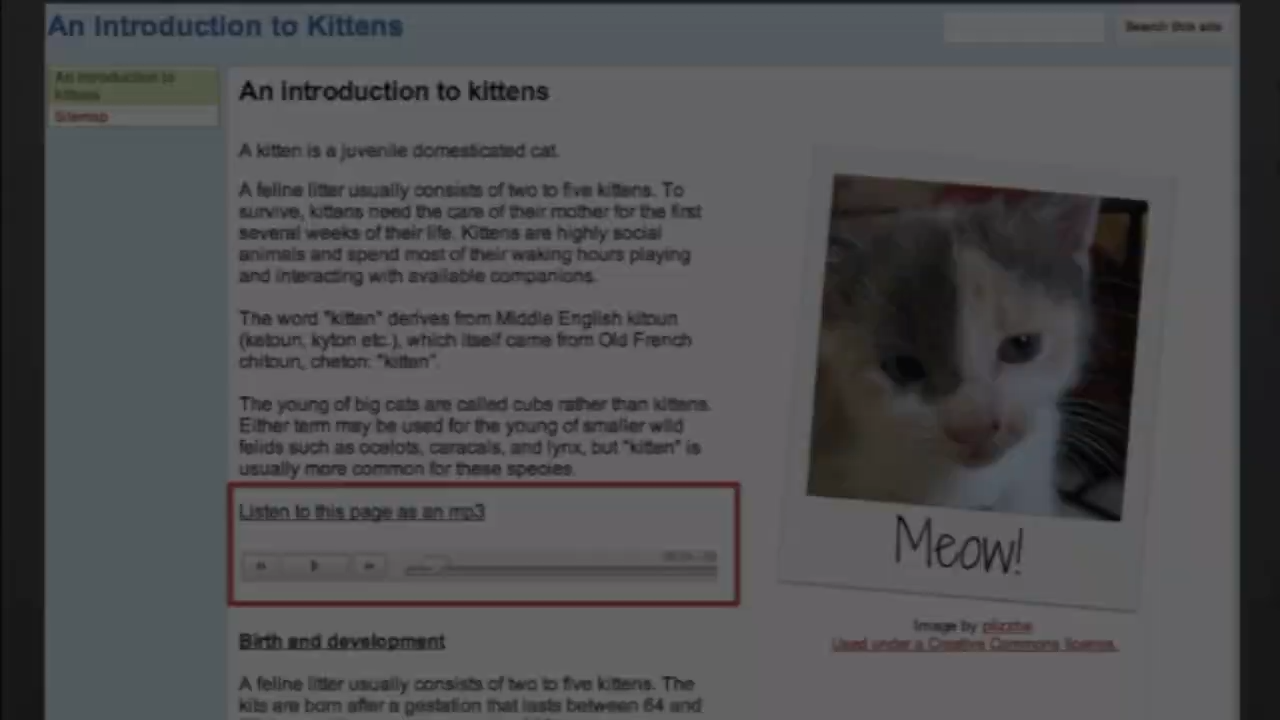 An Introduction to Kittens
Search this site
An introduction to
kittens
Sitemap
An introduction to kittens
A kitten is a juvenile domesticated cat.
A feline litter usually consists of two to five kittens. To
survive, kittens need the care of their mother for the first
several weeks of their life. Kittens are highly social
animals and spend most of their waking hours playing
and interacting with available companions.
The word "kitten" derives from Middle English kitoun
(ketoun, kyton etc.), which itself came from Old French
chitoun, cheton: "kitten".
The young of big cats are called cubs rather than kittens.
Either term may be used for the young of smaller wild
felids such as ocelots, caracals, and lynx, but "kitten" is
usually more common for these species.
Listen to this page as an mp3
Birth and development
A feline litter usually consists of two to five kittens. The
kits are born after a gestation that lasts between 64 and
Meow!
Image by
Used under a Creative Commons license.